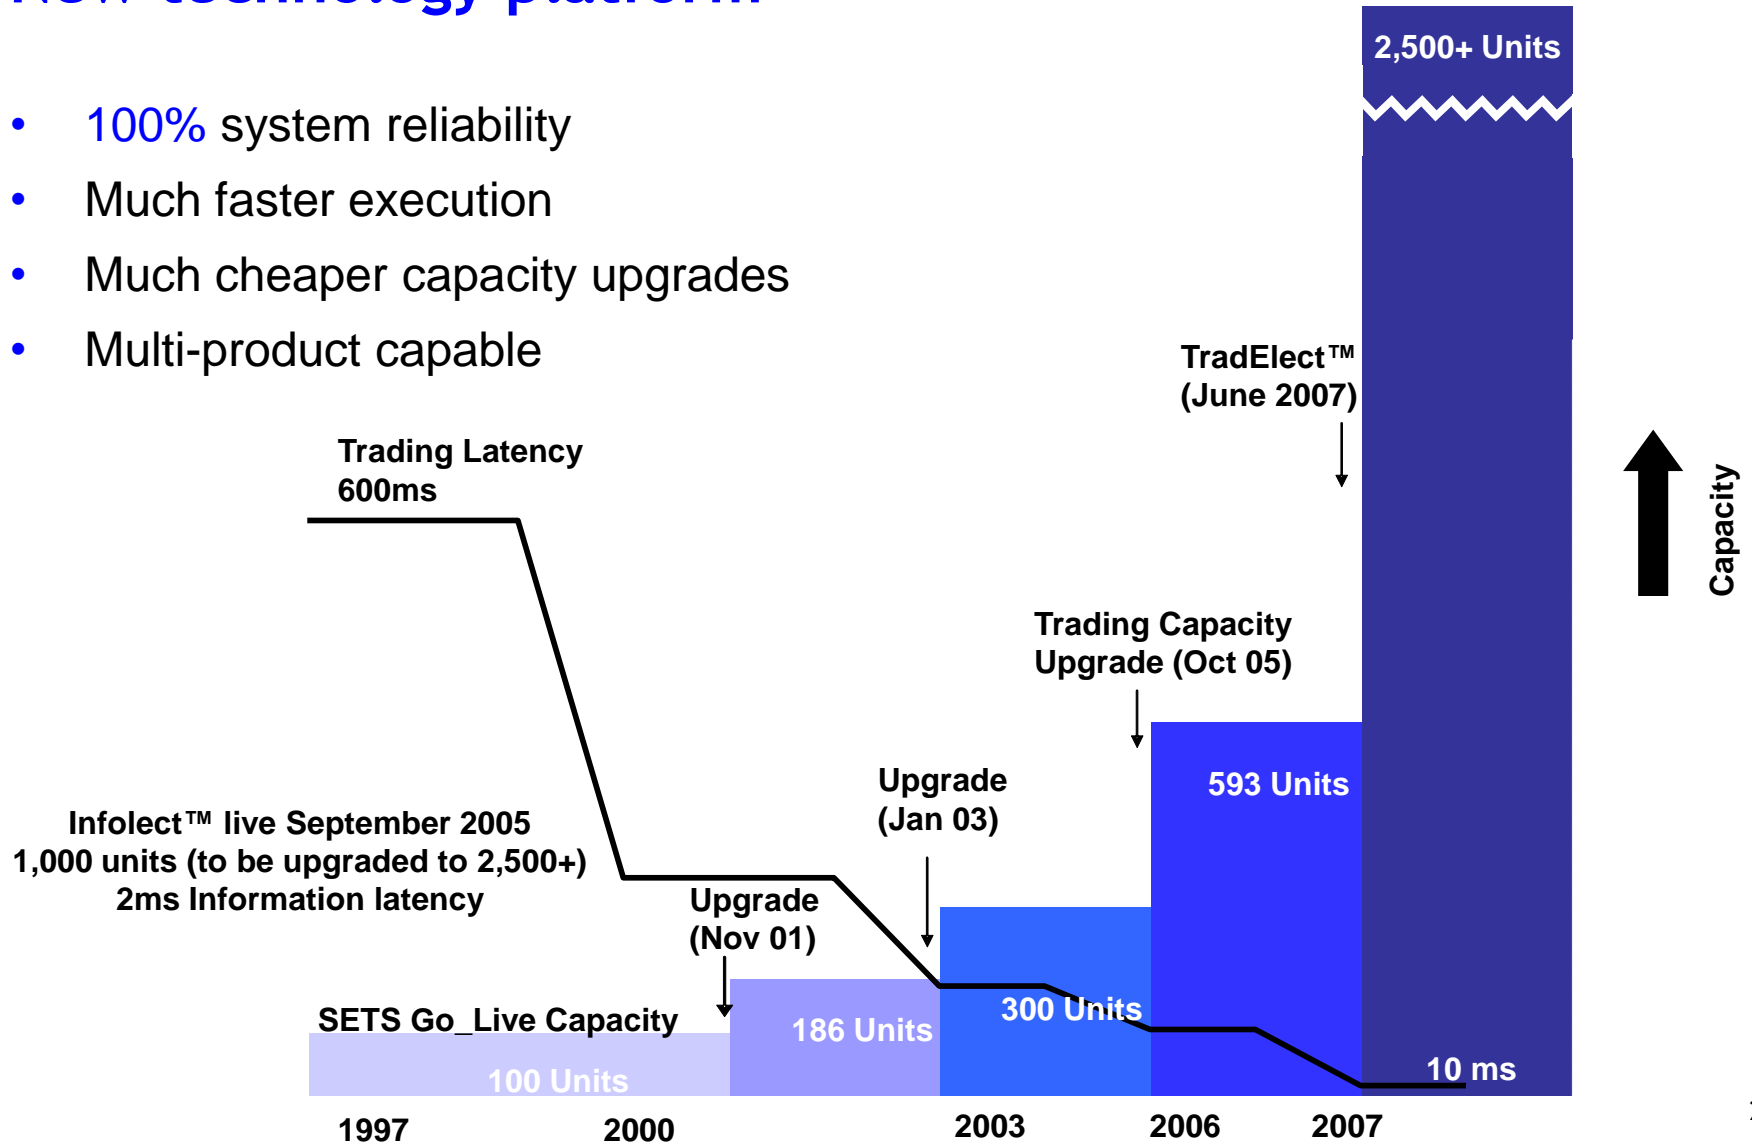 New technology platform
• 100% system reliability
• Much faster execution
• Much cheaper capacity upgrades
• Multi-product capable
2,500+ Units
TradElect™
(June 2007)
Capacity
Trading Latency
600ms
Trading Capacity
Upgrade (Oct 05)
Upgrade
(Jan 03)
593 Units
Infolect™ live September 2005
1,000 units (to be upgraded to 2,500+)
2ms Information latency
Upgrade
(Nov 01)
SETS Go_Live Capacity
186 Units
300 Units
100 Units
10 ms
1997
2000
2003
2006
2007